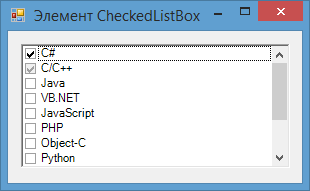 Элемент CheckedListBox
C#
C/C++
Java
VB.NET
JavaScript
PHP
Object-C
Python